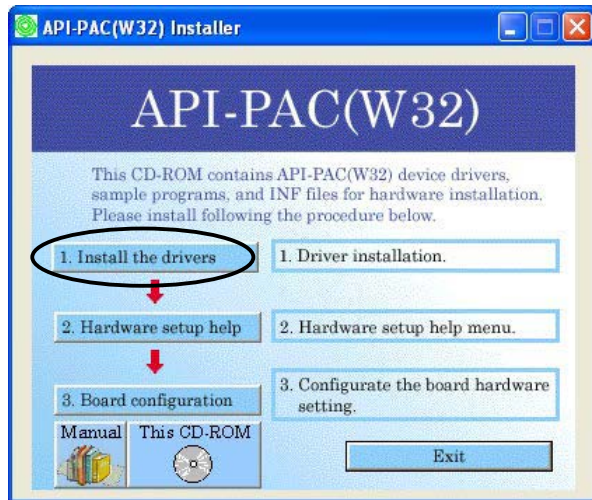 API-PAC(W32) Installer
API-PAC(W32)
This CD-ROM contains API-PAC(W32) device drivers,
sample programs, and INF files for hardware installation.
Please install following the procedure below.
1. Install the drivers
1. Driver installation.
2. Hardware setup help
2. Hardware setup help menu.
3. Board configuration
3. Configurate the board hardware
setting.
Manual
This CD-ROM
Exit